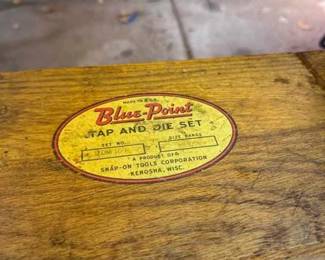 MADE IN U.S.A.
Blue-Point
TAP AND DIE SET
SET NO. SIZE RANGE
A PRODUCT OF
SNAP-ON TOOLS CORPORATION
KENOSHA, WISC.